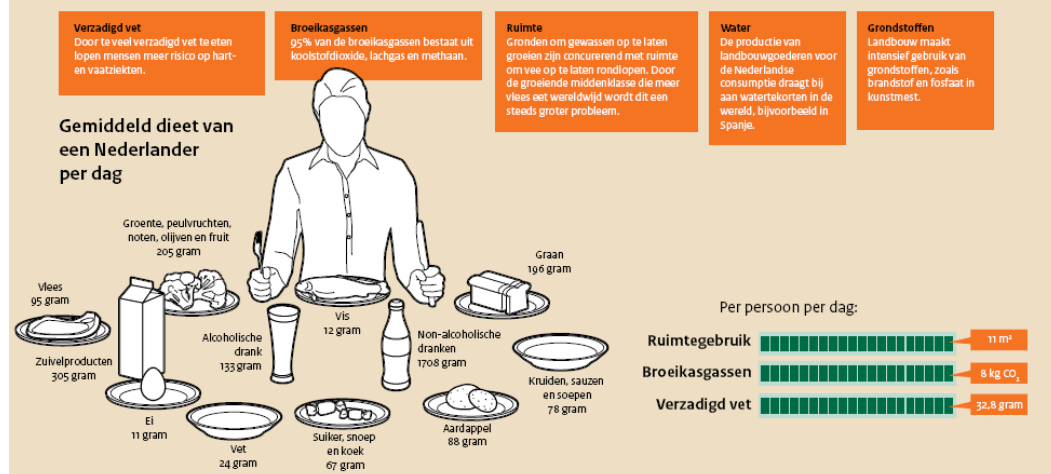 Verzadigd vet
Door te veel verzadigd vet te eten
lopen mensen meer risico op hart-
en vaatziekten.
Broeikasgassen
95% van de broeikasgassen bestaat uit
koolstofdioxide, lachgas en methaan.
Ruimte
Gronden om gewassen op te laten
groeien zijn concurerend met ruimte
om vee op te laten rondlopen. Door
de groeiende middenklasse die meer
vlees eet wereldwijd wordt dit een
steeds groter probleem.
Water
De productie van
landbouwgoederen voor
de Nederlandse
consumptie draagt bij
aan watertekorten in de
wereld, bijvoorbeeld in
Spanje.
Grondstoffen
Landbouw maakt
intensief gebruik van
grondstoffen, zoals
brandstof en fosfaat in
kunstmest.
Gemiddeld dieet van
een Nederlander
per dag
Groente, peulvruchten,
noten, olijven en fruit
205 gram
Graan
196 gram
Vlees
95 gram
Vis
12 gram
Alcoholische
drank
133 gram
Non-alcoholische
dranken
1708 gram
Zuivelproducten
305 gram
Kruiden, sauzen
en soepen
78 gram
Ei
11 gram
Vet
24 gram
Suiker, snoep
en koek
67 gram
Aardappel
88 gram
Per persoon per dag:
Ruimtegebruik
11 m²
Broeikasgassen
8 kg CO₂
Verzadigd vet
32,8 gram